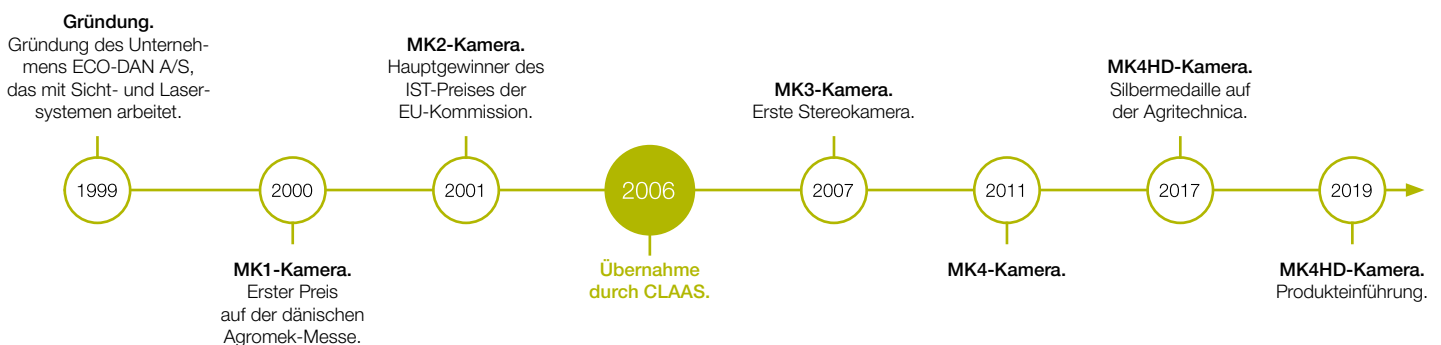 Gründung.
Gründung des Unterneh-
mens ECO-DAN A/S,
das mit Sicht- und Laser-
systemen arbeitet.
1999
2000
MK1-Kamera.
Erster Preis
auf der dänischen
Agromek-Messe.
MK2-Kamera.
Hauptgewinner des
IST-Preises der
EU-Kommission.
2001
2006
Übernahme
durch CLAAS.
MK3-Kamera.
Erste Stereokamera.
2007
2011
MK4-Kamera.
MK4HD-Kamera.
Silbermedaille auf
der Agritechnica.
2017
2019
MK4HD-Kamera.
Produkteinführung.